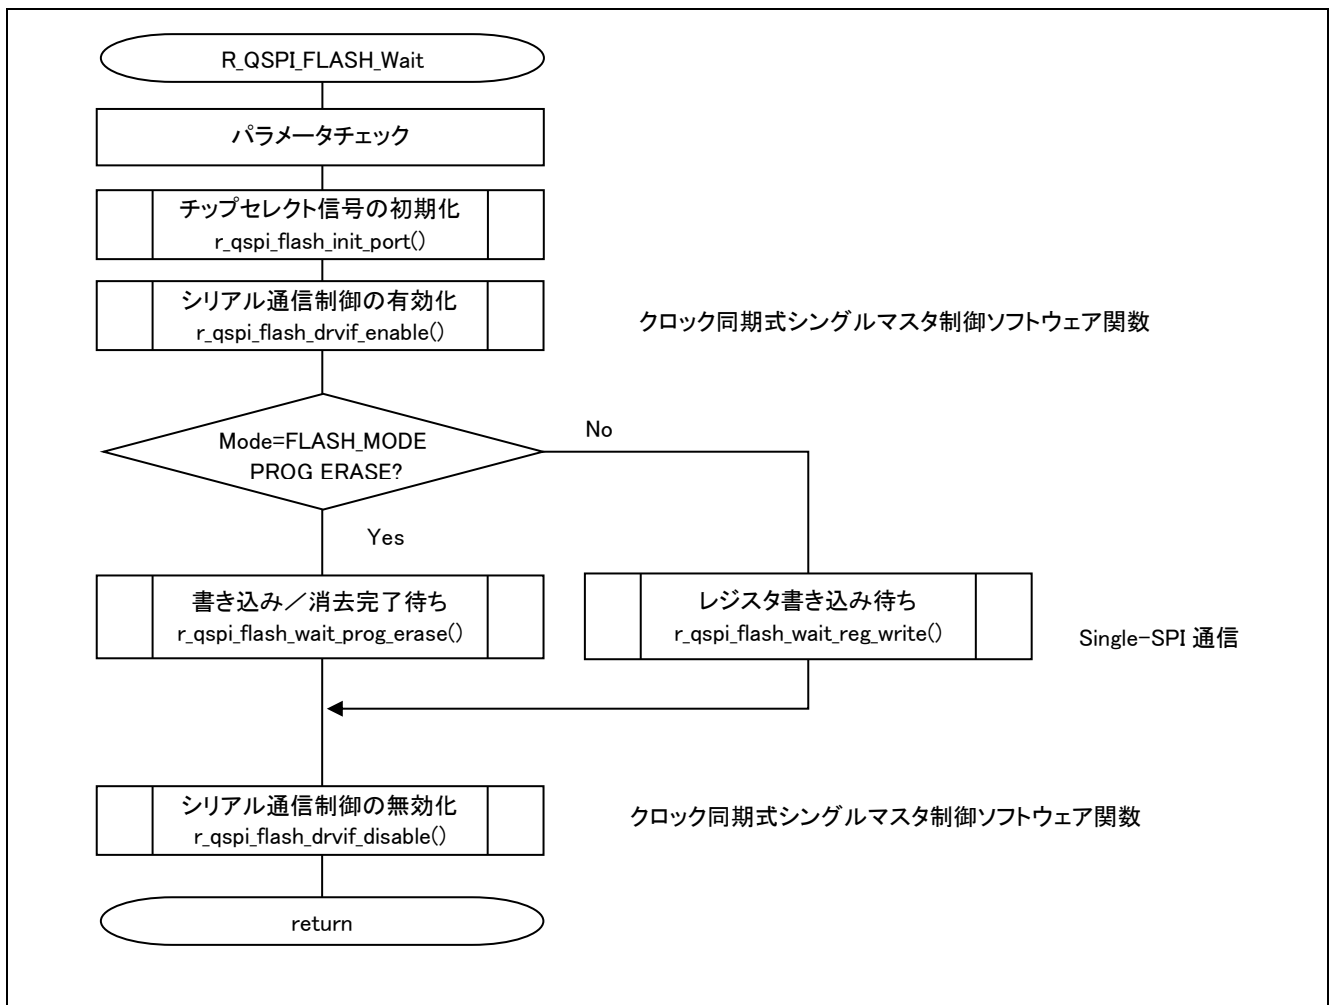 R_QSPI_FLASH_Wait
パラメータチェック
チップセレクト信号の初期化
r_qspi_flash_init_port()
シリアル通信制御の有効化
r_qspi_flash_drvif_enable()
クロック同期式シングルマスタ制御ソフトウェア関数
Mode=FLASH_MODE
PROG ERASE?
No
Yes
書き込み／消去完了待ち
r_qspi_flash_wait_prog_erase()
レジスタ書き込み待ち
r_qspi_flash_wait_reg_write()
Single-SPI 通信
シリアル通信制御の無効化
r_qspi_flash_drvif_disable()
クロック同期式シングルマスタ制御ソフトウェア関数
return